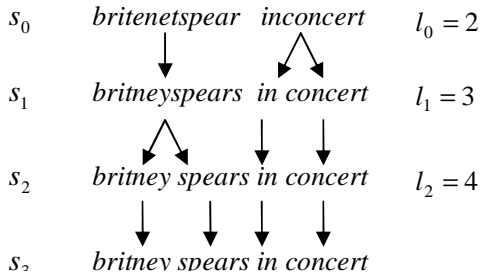 s₀ britenetspear inconcert l₀ = 2
s₁ britneyspears in concert l₁ = 3
s₂ britney spears in concert l₂ = 4
s₃ britney spears in concert